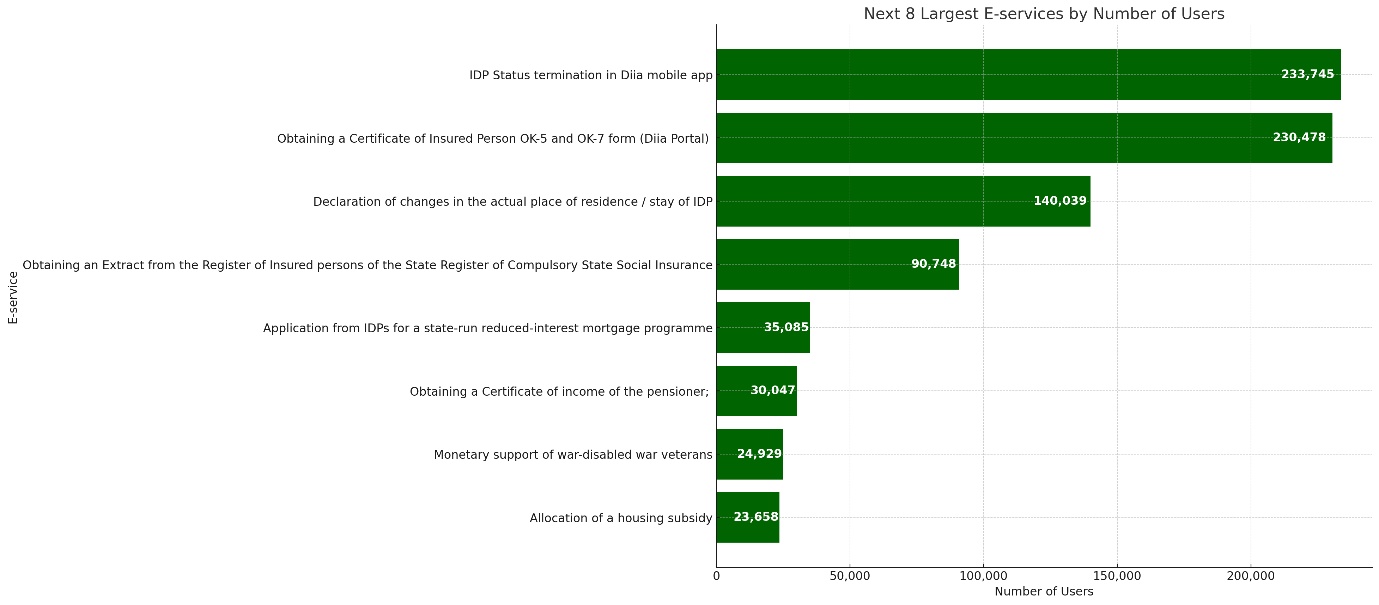 Next 8 Largest E-services by Number of Users
IDP Status termination in Diia mobile app
233,745
Obtaining a Certificate of Insured Person OK-5 and OK-7 form (Diia Portal)
230,478
Declaration of changes in the actual place of residence / stay of IDP
140,039
Obtaining an Extract from the Register of Insured persons of the State Register of Compulsory State Social Insurance
90,748
Application from IDPs for a state-run reduced-interest mortgage programme
35,085
Obtaining a Certificate of income of the pensioner;
30,047
Monetary support of war-disabled war veterans
24,929
Allocation of a housing subsidy
23,658
E-service
0
50,000
100,000
150,000
200,000
Number of Users